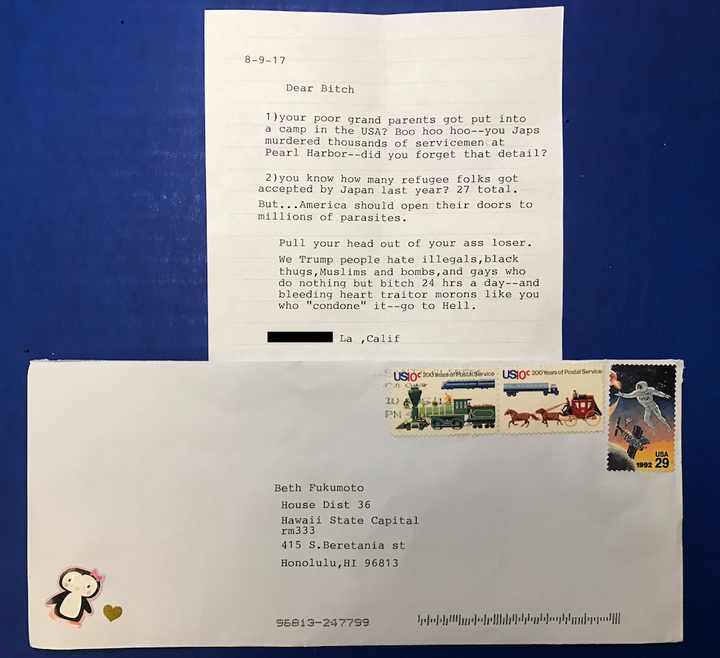 8-9-17
Dear Bitch
1)your poor grand parents got put into
a camp in the USA? Boo hoo hoo--you Japs
murdered thousands of servicemen at
Pearl Harbor--did you forget that detail?
2)you know how many refugee folks got
accepted by Japan last year? 27 total.
But...America should open their doors to
millions of parasites.
Pull your head out of your ass loser.
We Trump people hate illegals,black
thugs,Muslims and bombs,and gays who
do nothing but bitch 24 hrs a day--and
bleeding heart traitor morons like you
who "condone" it--go to Hell.
La ,Calif
US10c 200 Years of Postal Service
US10c 200 Years of Postal Service
PM
1992 USA 29
Beth Fukumoto
House Dist 36
Hawaii State Capital
rm333
415 S.Beretania st
Honolulu,HI 96813
96813-247799